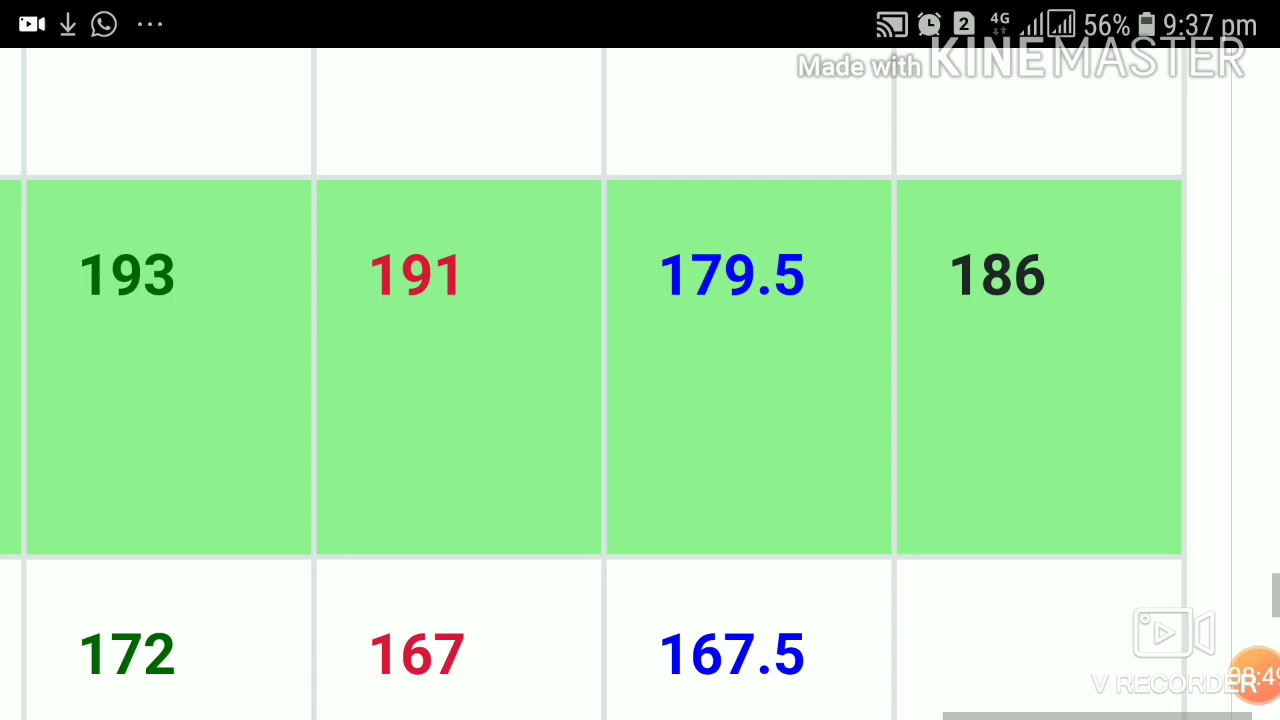 2 4G 56% 9:37 pm
Made with KINEMASTER
193 191 179.5 186
172 167 167.5
V RECORDER